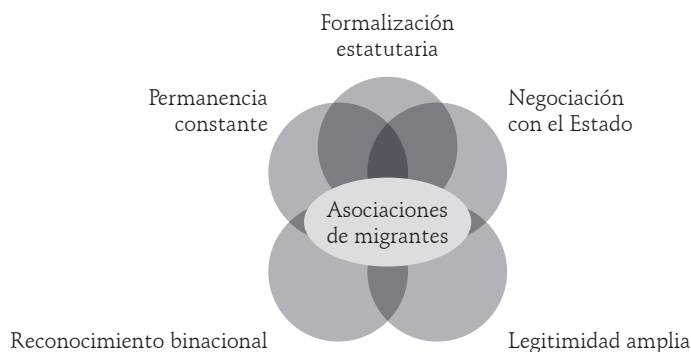 Formalización
estatutaria
Permanencia
constante
Negociación
con el Estado
Asociaciones
de migrantes
Reconocimiento binacional
Legitimidad amplia